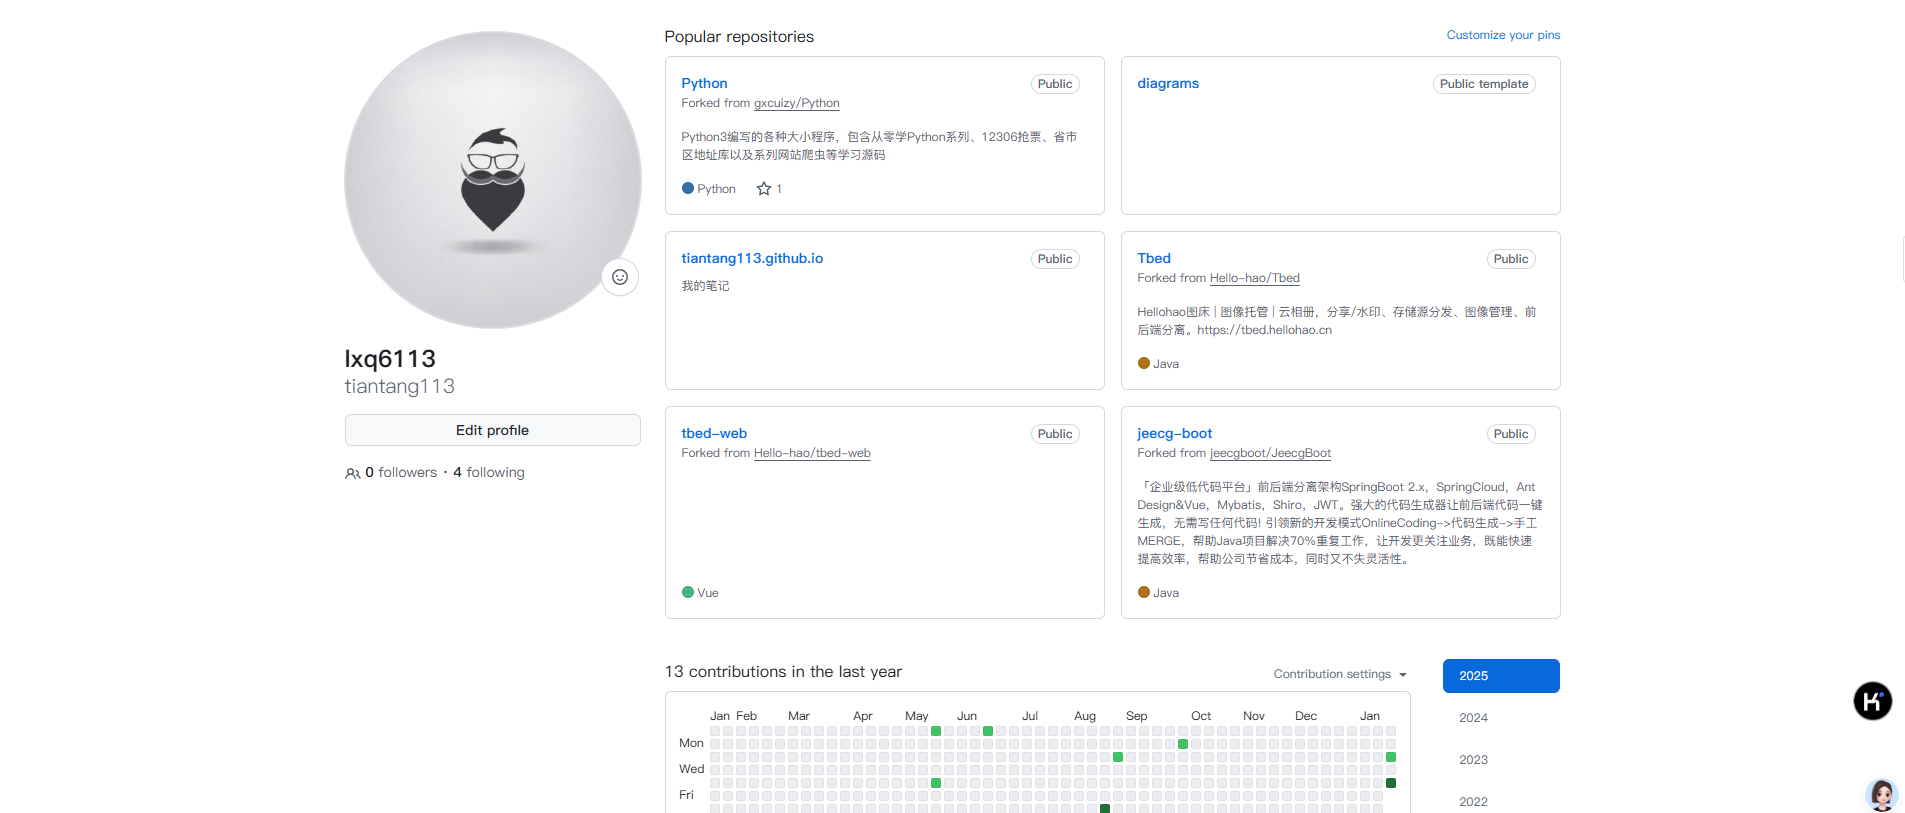 Popular repositories
Customize your pins
Python
Public
Forked from gxcuizy/Python
Python3编写的各种大小程序，包含从零学Python系列、12306抢票、省市
区地址库以及系列网站爬虫等学习源码
Python
1
diagrams
Public template
tiantang113.github.io
Public
我的笔记
Tbed
Public
Forked from Hello-hao/Tbed
Hellohao图床 | 图像托管 | 云相册，分享/水印、存储源分发、图像管理、前
后端分离。https://tbed.hellohao.cn
Java
lxq6113
tiantang113
Edit profile
0 followers · 4 following
tbed-web
Public
Forked from Hello-hao/tbed-web
Vue
jeecg-boot
Public
Forked from jeecgboot/JeecgBoot
「企业级低代码平台」前后端分离架构SpringBoot 2.x，SpringCloud，Ant
Design&Vue，Mybatis，Shiro，JWT。强大的代码生成器让前后端代码一键
生成，无需写任何代码! 引领新的开发模式OnlineCoding->代码生成->手工
MERGE，帮助Java项目解决70%重复工作，让开发更关注业务，既能快速
提高效率，帮助公司节省成本，同时又不失灵活性。
Java
13 contributions in the last year
Contribution settings
Jan Feb Mar Apr May Jun Jul Aug Sep Oct Nov Dec Jan
Mon
Wed
Fri
2025
2024
2023
2022
K